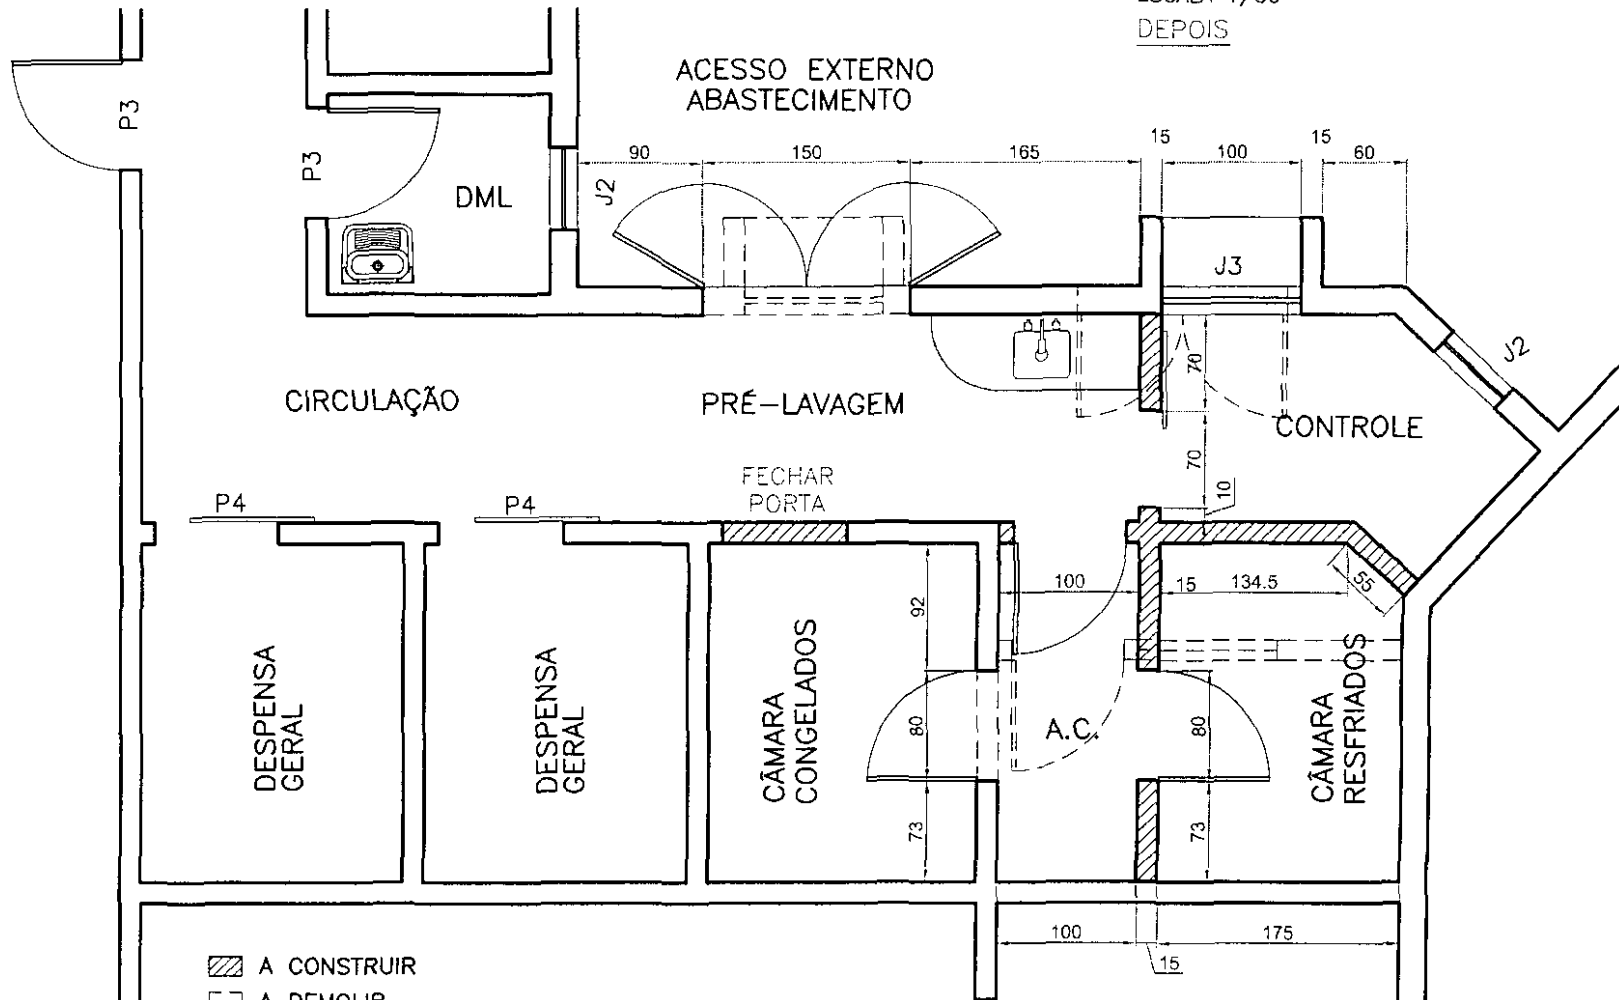 DEPOIS
ACESSO EXTERNO
ABASTECIMENTO
P3
P3
DML
J2
90
150
165
15
100
15
60
J3
J2
CIRCULAÇÃO
PRÉ-LAVAGEM
70
CONTROLE
70
10
FECHAR
PORTA
P4
P4
100
15
134.5
55
92
80
73
DESPENSA
GERAL
DESPENSA
GERAL
CÂMARA
CONGELADOS
A.C.
80
73
CÂMARA
RESFRIADOS
100
15
175
A CONSTRUIR
A DEMOLIR